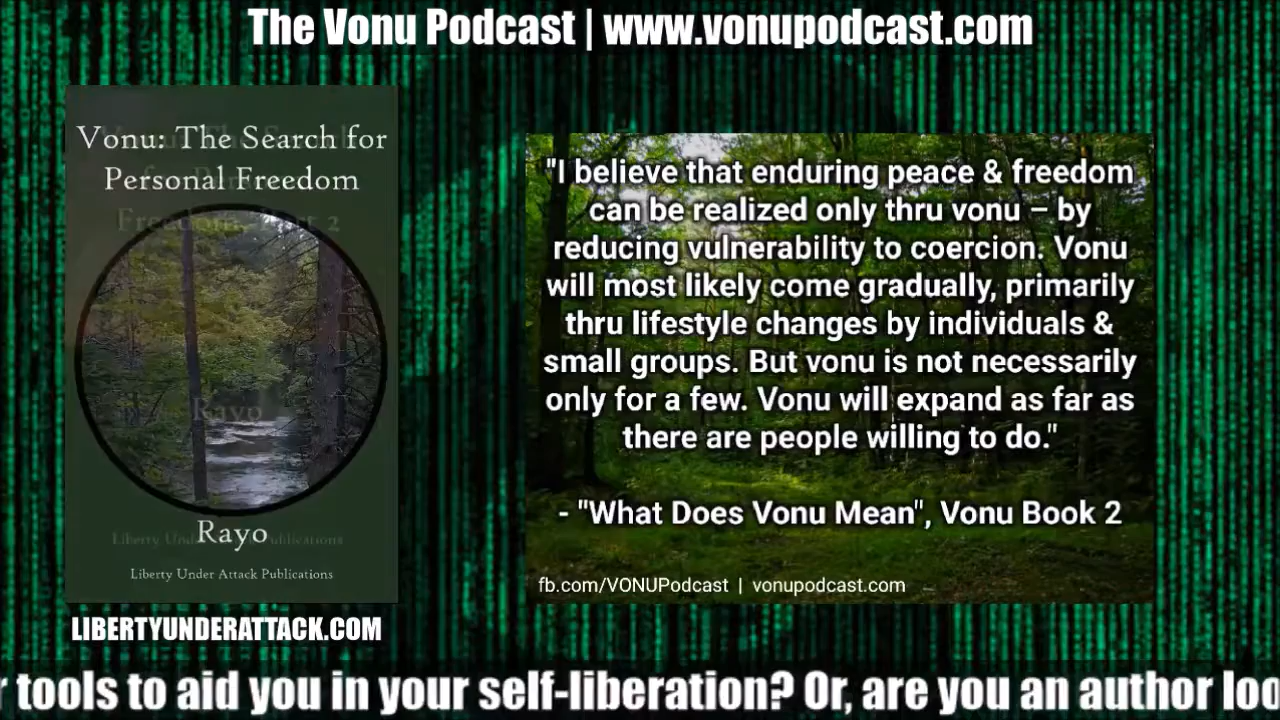 The Vonu Podcast | www.vonupodcast.com
Vonu: The Search for
Personal Freedom
Rayo
Liberty Under Attack Publications
LIBERTYUNDERATTACK.COM
"I believe that enduring peace & freedom
can be realized only thru vonu – by
reducing vulnerability to coercion. Vonu
will most likely come gradually, primarily
thru lifestyle changes by individuals &
small groups. But vonu is not necessarily
only for a few. Vonu will expand as far as
there are people willing to do."
- "What Does Vonu Mean", Vonu Book 2
fb.com/VONUPodcast | vonupodcast.com
r tools to aid you in your self-liberation? Or, are you an author loo